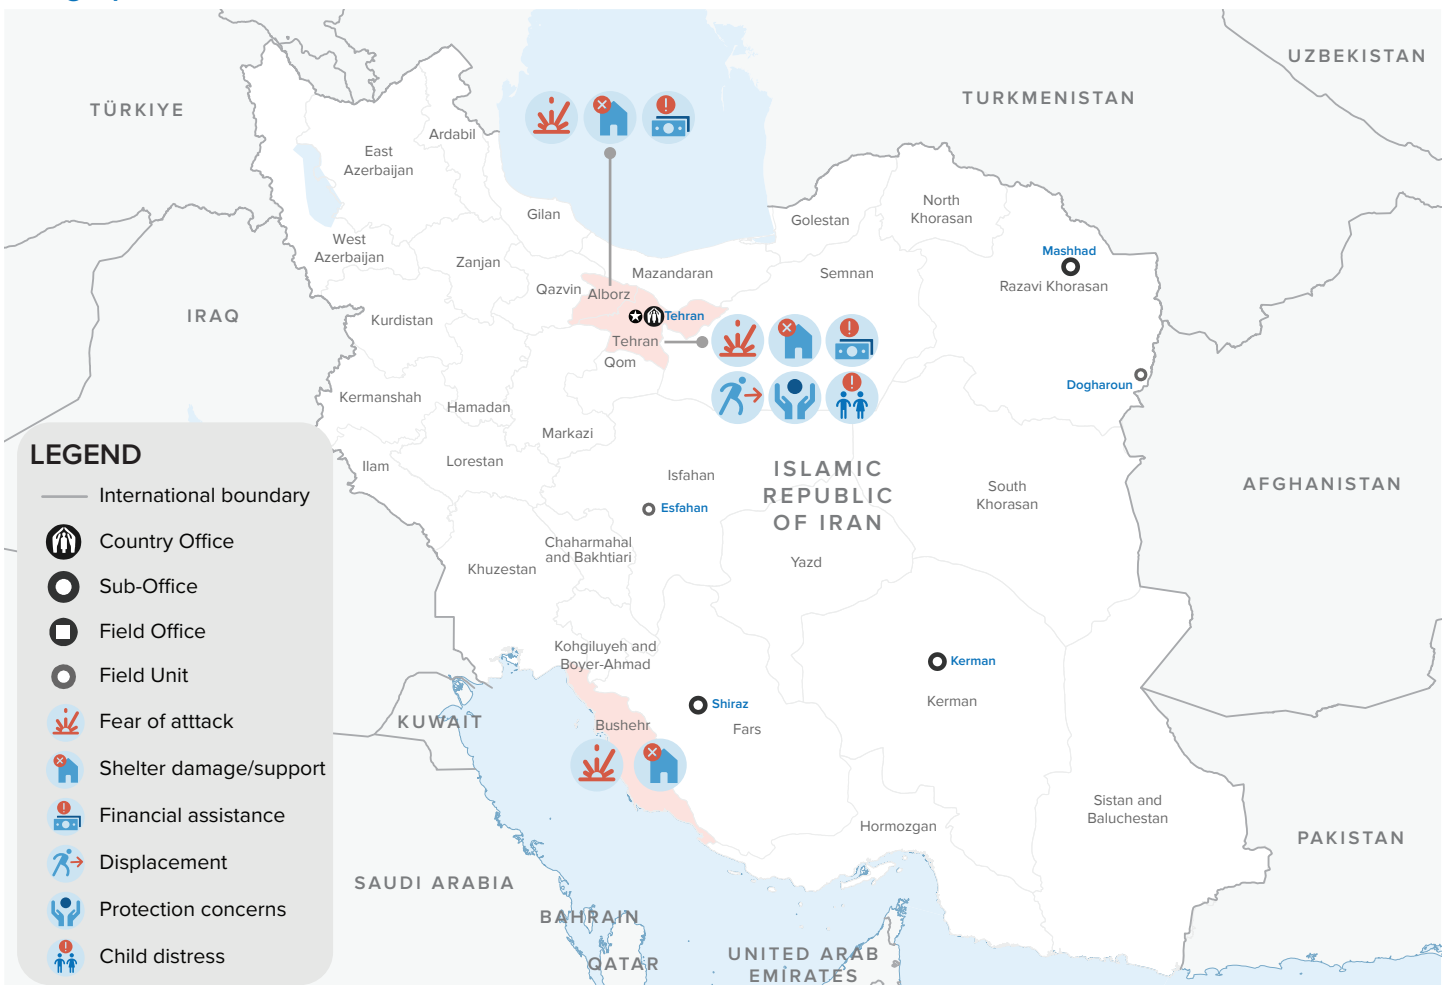 UZBEKISTAN
TÜRKIYE
TURKMENISTAN
Ardabil
East
Azerbaijan
North
Khorasan
Gilan
Golestan
West
Azerbaijan
Mashhad
Zanjan
Mazandaran
Semnan
Razavi Khorasan
Qazvin
Alborz
IRAQ
Kurdistan
Tehran
Tehran
Qom
Dogharoun
Kermanshah
Hamadan
Markazi
Ilam
Lorestan
Isfahan
ISLAMIC
REPUBLIC
OF IRAN
South
Khorasan
AFGHANISTAN
Esfahan
Chaharmahal
and Bakhtiari
Khuzestan
Yazd
Kohgiluyeh and
Boyer-Ahmad
Kerman
Kerman
Shiraz
Fars
Bushehr
KUWAIT
Sistan and
Baluchestan
Hormozgan
PAKISTAN
SAUDI ARABIA
BAHRAIN
QATAR
UNITED ARAB
EMIRATES
LEGEND
International boundary
Country Office
Sub-Office
Field Office
Field Unit
Fear of atttack
Shelter damage/support
Financial assistance
Displacement
Protection concerns
Child distress